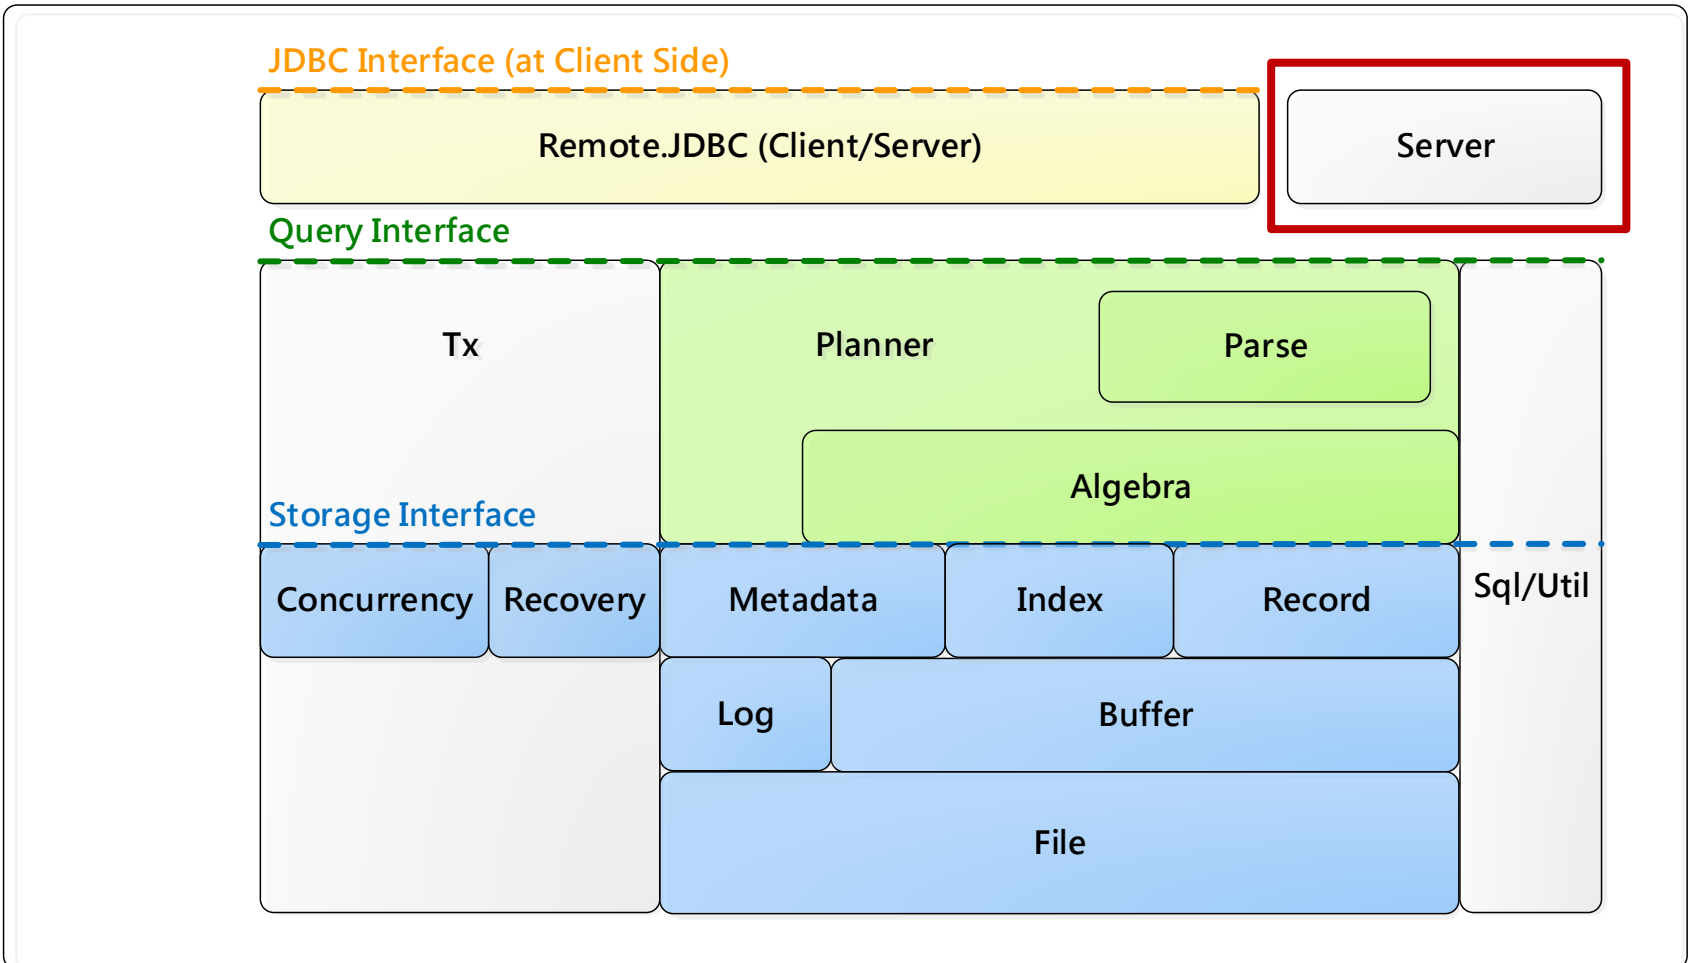 JDBC Interface (at Client Side)
Remote.JDBC (Client/Server)
Server
Query Interface
Tx
Planner
Parse
Algebra
Storage Interface
Concurrency
Recovery
Metadata
Index
Record
Sql/Util
Log
Buffer
File